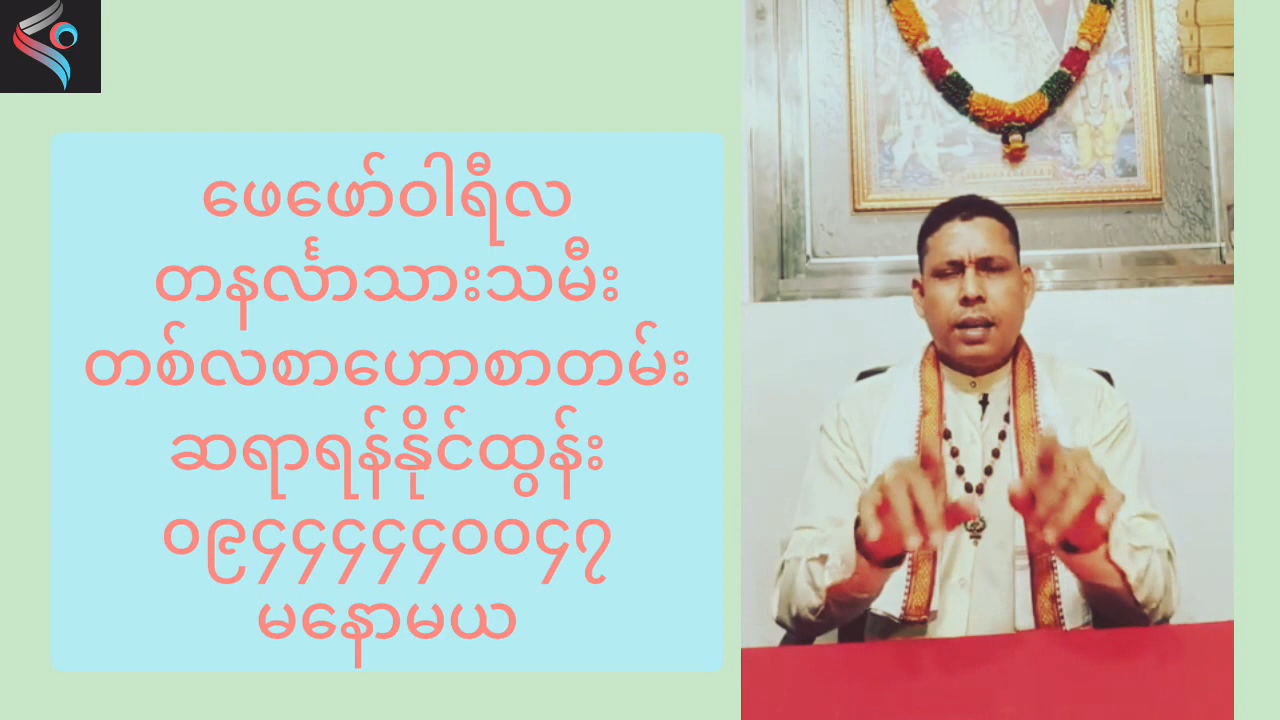 ဖေဖော်ဝါရီလ
တနင်္လာသားသမီး
တစ်လစာဟောစာတမ်း
ဆရာရန်နိုင်ထွန်း
၀၉၄၄၄၄၄၀၀၄၇
မနောမယ